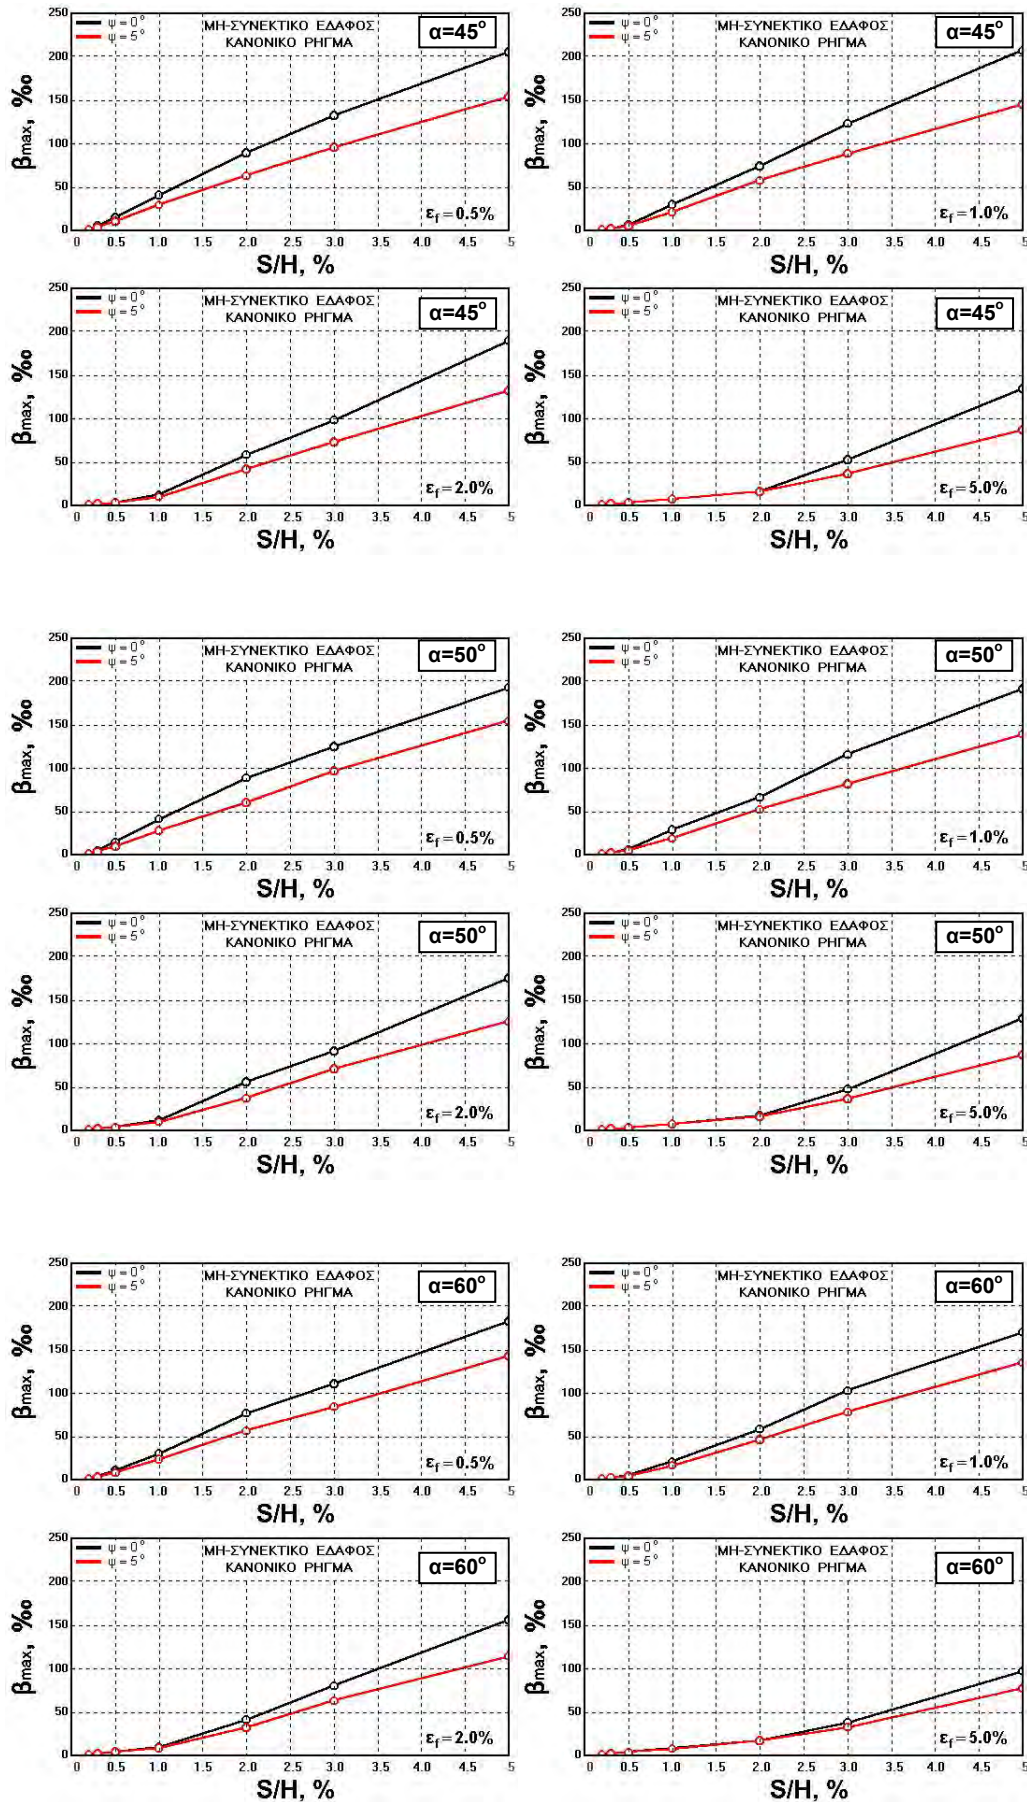 ψ = 0°
ψ = 5°
ΜΗ-ΣΥΝΕΚΤΙΚΟ ΕΔΑΦΟΣ
ΚΑΝΟΝΙΚΟ ΡΗΓΜΑ
α=45°
250
200
150
100
50
0
βmax, ‰
εf = 0.5%
0 0.5 1.0 1.5 2.0 2.5 3.0 3.5 4.0 4.5 5
S/H, %
ψ = 0°
ψ = 5°
ΜΗ-ΣΥΝΕΚΤΙΚΟ ΕΔΑΦΟΣ
ΚΑΝΟΝΙΚΟ ΡΗΓΜΑ
α=45°
250
200
150
100
50
0
βmax, ‰
εf = 1.0%
0 0.5 1.0 1.5 2.0 2.5 3.0 3.5 4.0 4.5 5
S/H, %
ψ = 0°
ψ = 5°
ΜΗ-ΣΥΝΕΚΤΙΚΟ ΕΔΑΦΟΣ
ΚΑΝΟΝΙΚΟ ΡΗΓΜΑ
α=45°
250
200
150
100
50
0
βmax, ‰
εf = 2.0%
0 0.5 1.0 1.5 2.0 2.5 3.0 3.5 4.0 4.5 5
S/H, %
ψ = 0°
ψ = 5°
ΜΗ-ΣΥΝΕΚΤΙΚΟ ΕΔΑΦΟΣ
ΚΑΝΟΝΙΚΟ ΡΗΓΜΑ
α=45°
250
200
150
100
50
0
βmax, ‰
εf = 5.0%
0 0.5 1.0 1.5 2.0 2.5 3.0 3.5 4.0 4.5 5
S/H, %
ψ = 0°
ψ = 5°
ΜΗ-ΣΥΝΕΚΤΙΚΟ ΕΔΑΦΟΣ
ΚΑΝΟΝΙΚΟ ΡΗΓΜΑ
α=50°
250
200
150
100
50
0
βmax, ‰
εf = 0.5%
0 0.5 1.0 1.5 2.0 2.5 3.0 3.5 4.0 4.5 5
S/H, %
ψ = 0°
ψ = 5°
ΜΗ-ΣΥΝΕΚΤΙΚΟ ΕΔΑΦΟΣ
ΚΑΝΟΝΙΚΟ ΡΗΓΜΑ
α=50°
250
200
150
100
50
0
βmax, ‰
εf = 1.0%
0 0.5 1.0 1.5 2.0 2.5 3.0 3.5 4.0 4.5 5
S/H, %
ψ = 0°
ψ = 5°
ΜΗ-ΣΥΝΕΚΤΙΚΟ ΕΔΑΦΟΣ
ΚΑΝΟΝΙΚΟ ΡΗΓΜΑ
α=50°
250
200
150
100
50
0
βmax, ‰
εf = 2.0%
0 0.5 1.0 1.5 2.0 2.5 3.0 3.5 4.0 4.5 5
S/H, %
ψ = 0°
ψ = 5°
ΜΗ-ΣΥΝΕΚΤΙΚΟ ΕΔΑΦΟΣ
ΚΑΝΟΝΙΚΟ ΡΗΓΜΑ
α=50°
250
200
150
100
50
0
βmax, ‰
εf = 5.0%
0 0.5 1.0 1.5 2.0 2.5 3.0 3.5 4.0 4.5 5
S/H, %
ψ = 0°
ψ = 5°
ΜΗ-ΣΥΝΕΚΤΙΚΟ ΕΔΑΦΟΣ
ΚΑΝΟΝΙΚΟ ΡΗΓΜΑ
α=60°
250
200
150
100
50
0
βmax, ‰
εf = 0.5%
0 0.5 1.0 1.5 2.0 2.5 3.0 3.5 4.0 4.5 5
S/H, %
ψ = 0°
ψ = 5°
ΜΗ-ΣΥΝΕΚΤΙΚΟ ΕΔΑΦΟΣ
ΚΑΝΟΝΙΚΟ ΡΗΓΜΑ
α=60°
250
200
150
100
50
0
βmax, ‰
εf = 1.0%
0 0.5 1.0 1.5 2.0 2.5 3.0 3.5 4.0 4.5 5
S/H, %
ψ = 0°
ψ = 5°
ΜΗ-ΣΥΝΕΚΤΙΚΟ ΕΔΑΦΟΣ
ΚΑΝΟΝΙΚΟ ΡΗΓΜΑ
α=60°
250
200
150
100
50
0
βmax, ‰
εf = 2.0%
0 0.5 1.0 1.5 2.0 2.5 3.0 3.5 4.0 4.5 5
S/H, %
ψ = 0°
ψ = 5°
ΜΗ-ΣΥΝΕΚΤΙΚΟ ΕΔΑΦΟΣ
ΚΑΝΟΝΙΚΟ ΡΗΓΜΑ
α=60°
250
200
150
100
50
0
βmax, ‰
εf = 5.0%
0 0.5 1.0 1.5 2.0 2.5 3.0 3.5 4.0 4.5 5
S/H, %